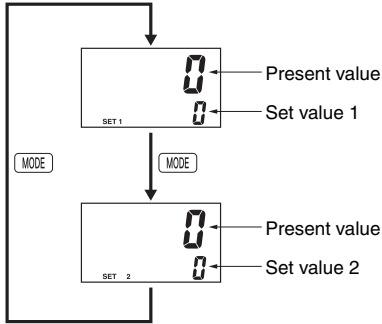 0
Present value
0
Set value 1
SET 1
MODE
MODE
0
Present value
0
Set value 2
SET 2